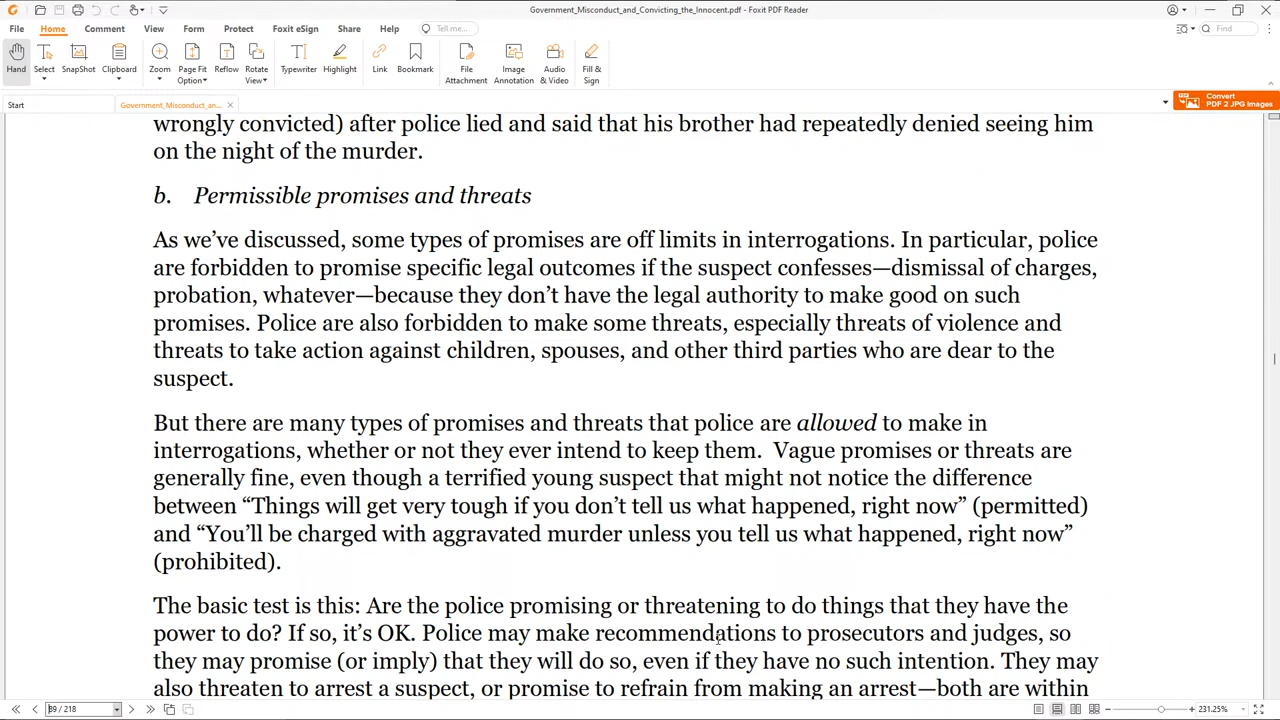 Government_Misconduct_and_Convicting_the_Innocent.pdf - Foxit PDF Reader
File Home Comment View Form Protect Foxit eSign Share Help Tell me... Find
Hand Select SnapShot Clipboard Zoom Page Fit Option Reflow Rotate View Typewriter Highlight Link Bookmark File Attachment Image Annotation Audio & Video Fill & Sign
Start Government_Misconduct_an... Convert PDF 2 JPG Images
wrongly convicted) after police lied and said that his brother had repeatedly denied seeing him
on the night of the murder.
b. Permissible promises and threats
As we’ve discussed, some types of promises are off limits in interrogations. In particular, police
are forbidden to promise specific legal outcomes if the suspect confesses—dismissal of charges,
probation, whatever—because they don’t have the legal authority to make good on such
promises. Police are also forbidden to make some threats, especially threats of violence and
threats to take action against children, spouses, and other third parties who are dear to the
suspect.
But there are many types of promises and threats that police are allowed to make in
interrogations, whether or not they ever intend to keep them.  Vague promises or threats are
generally fine, even though a terrified young suspect that might not notice the difference
between “Things will get very tough if you don’t tell us what happened, right now” (permitted)
and “You’ll be charged with aggravated murder unless you tell us what happened, right now”
(prohibited).
The basic test is this: Are the police promising or threatening to do things that they have the
power to do? If so, it’s OK. Police may make recommendations to prosecutors and judges, so
they may promise (or imply) that they will do so, even if they have no such intention. They may
also threaten to arrest a suspect, or promise to refrain from making an arrest—both are within
89 / 218 231.25%